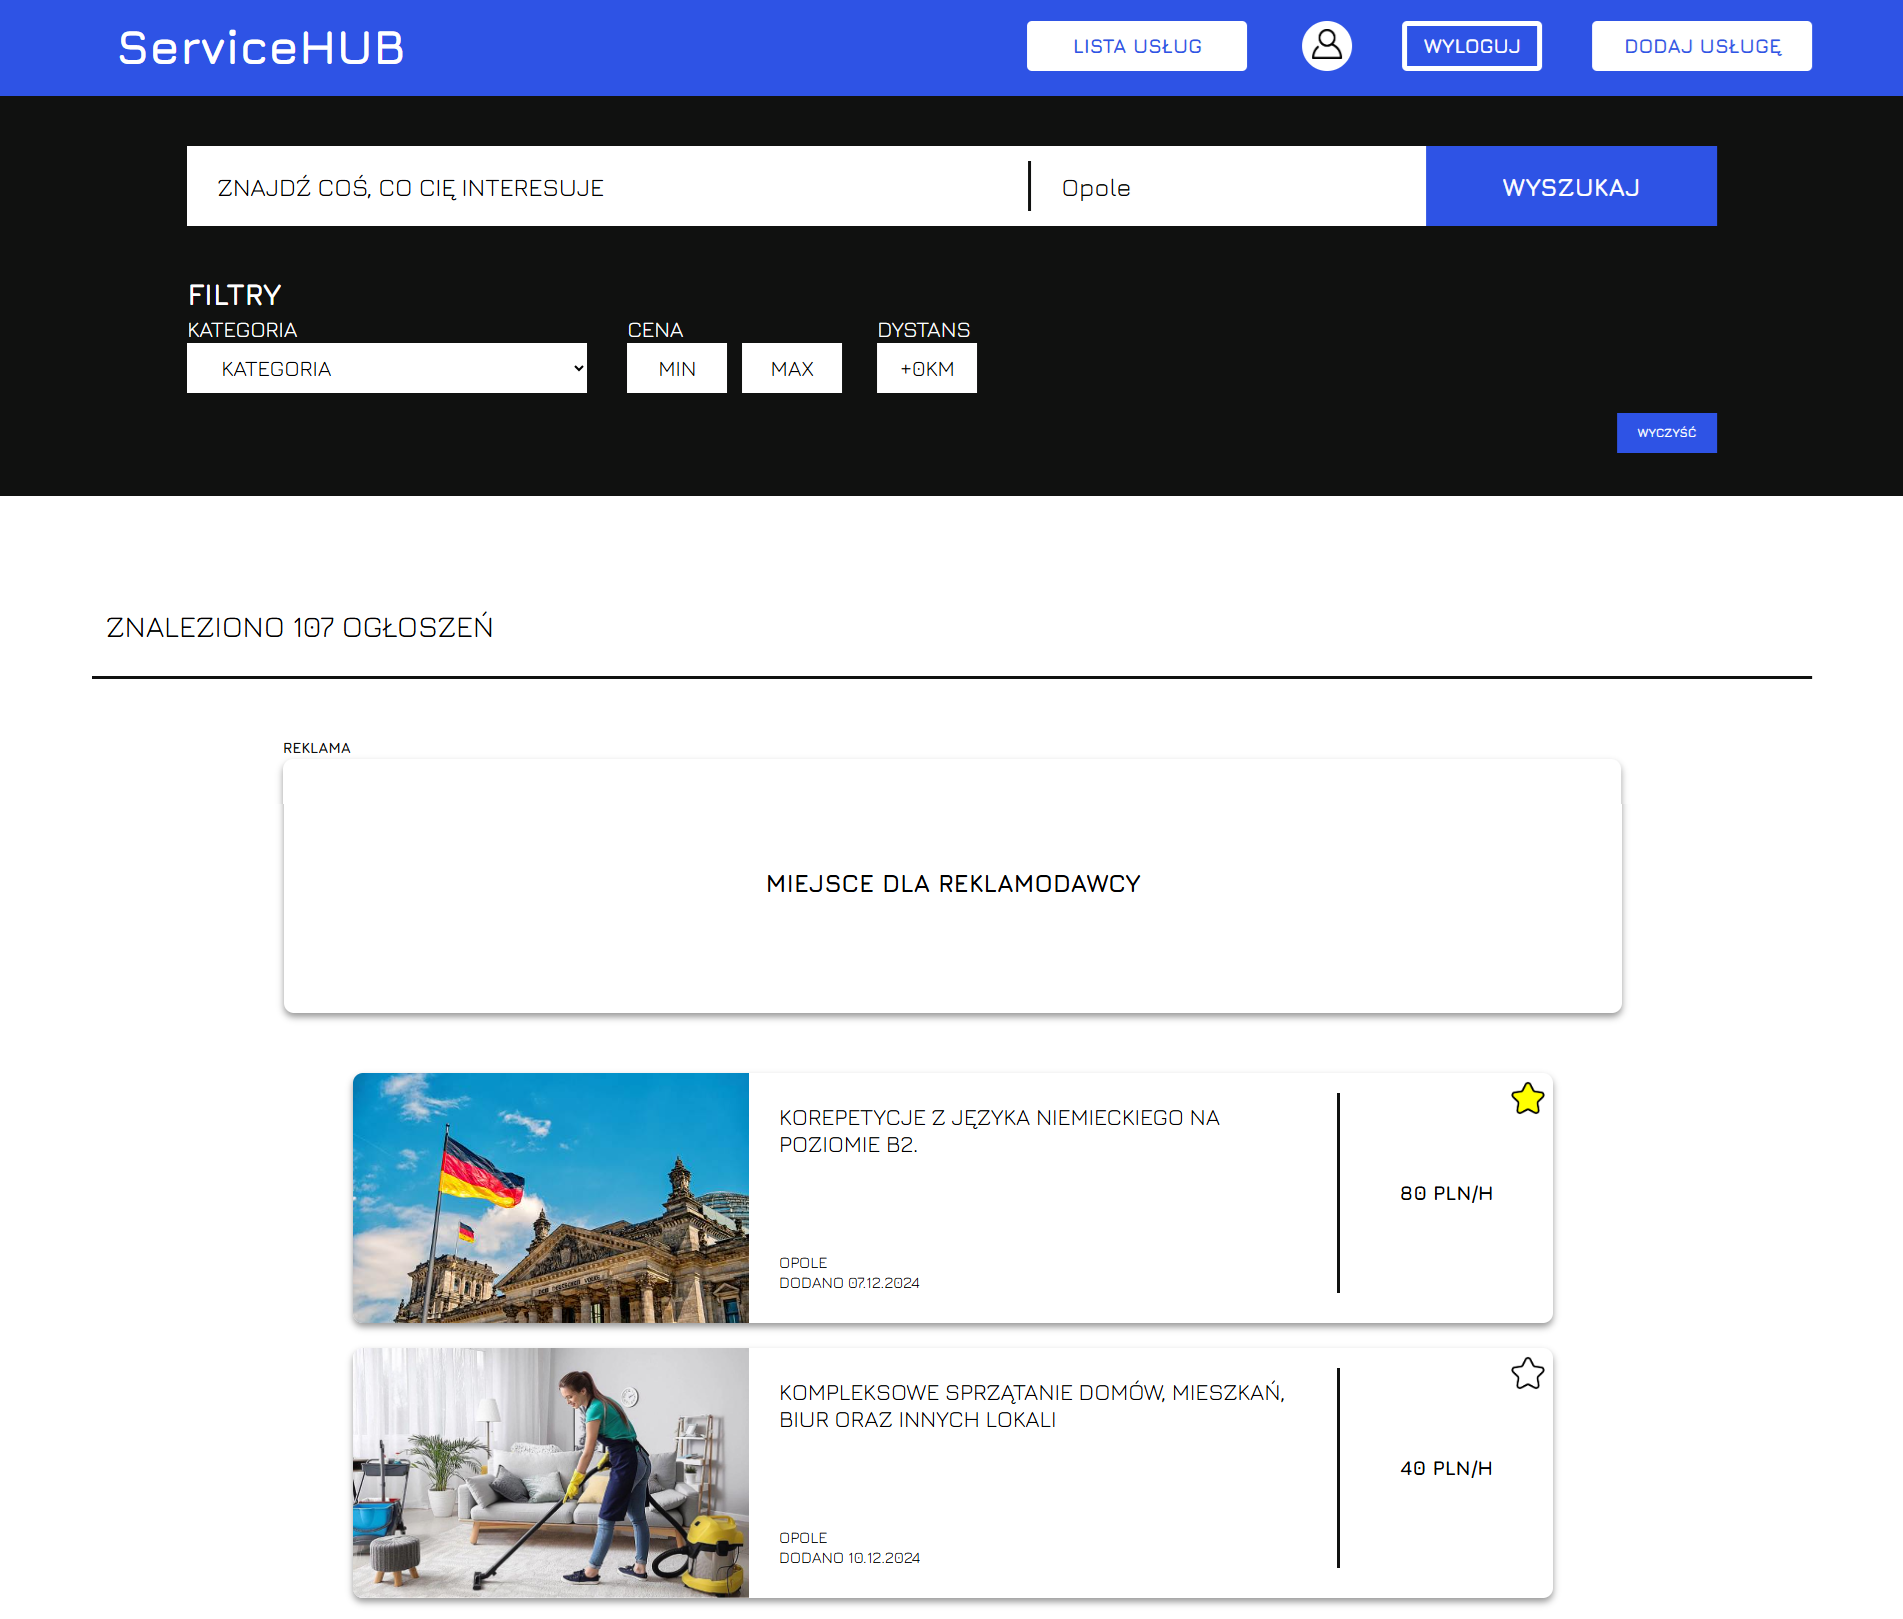 ServiceHUB
LISTA USŁUG
WYLOGUJ
DODAJ USŁUGĘ
ZNAJDŹ COŚ, CO CIĘ INTERESUJE
Opole
WYSZUKAJ
FILTRY
KATEGORIA
CENA
DYSTANS
KATEGORIA
MIN
MAX
+0KM
WYCZYŚĆ
ZNALEZIONO 107 OGŁOSZEŃ
REKLAMA
MIEJSCE DLA REKLAMODAWCY
KOREPETYCJE Z JĘZYKA NIEMIECKIEGO NA
POZIOMIE B2.
80 PLN/H
OPOLE
DODANO 07.12.2024
KOMPLEKSOWE SPRZĄTANIE DOMÓW, MIESZKAŃ,
BIUR ORAZ INNYCH LOKALI
40 PLN/H
OPOLE
DODANO 10.12.2024